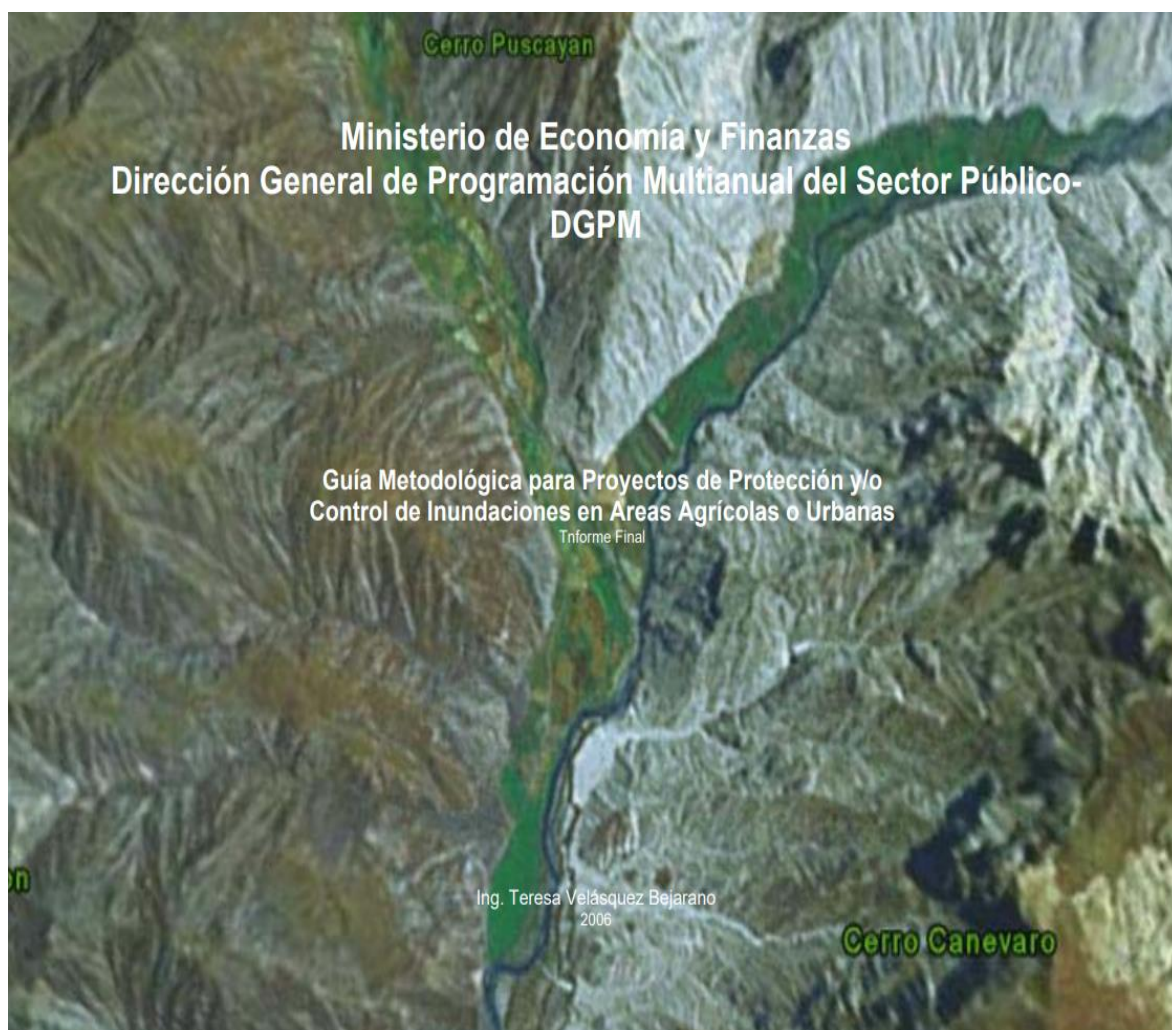 Cerro Puscayan
Ministerio de Economía y Finanzas
Dirección General de Programación Multianual del Sector Público-
DGPM
Guía Metodológica para Proyectos de Protección y/o
Control de Inundaciones en Areas Agrícolas o Urbanas
Tnforme Final
on
Ing. Teresa Velásquez Bejarano
2006
Cerro Canevaro